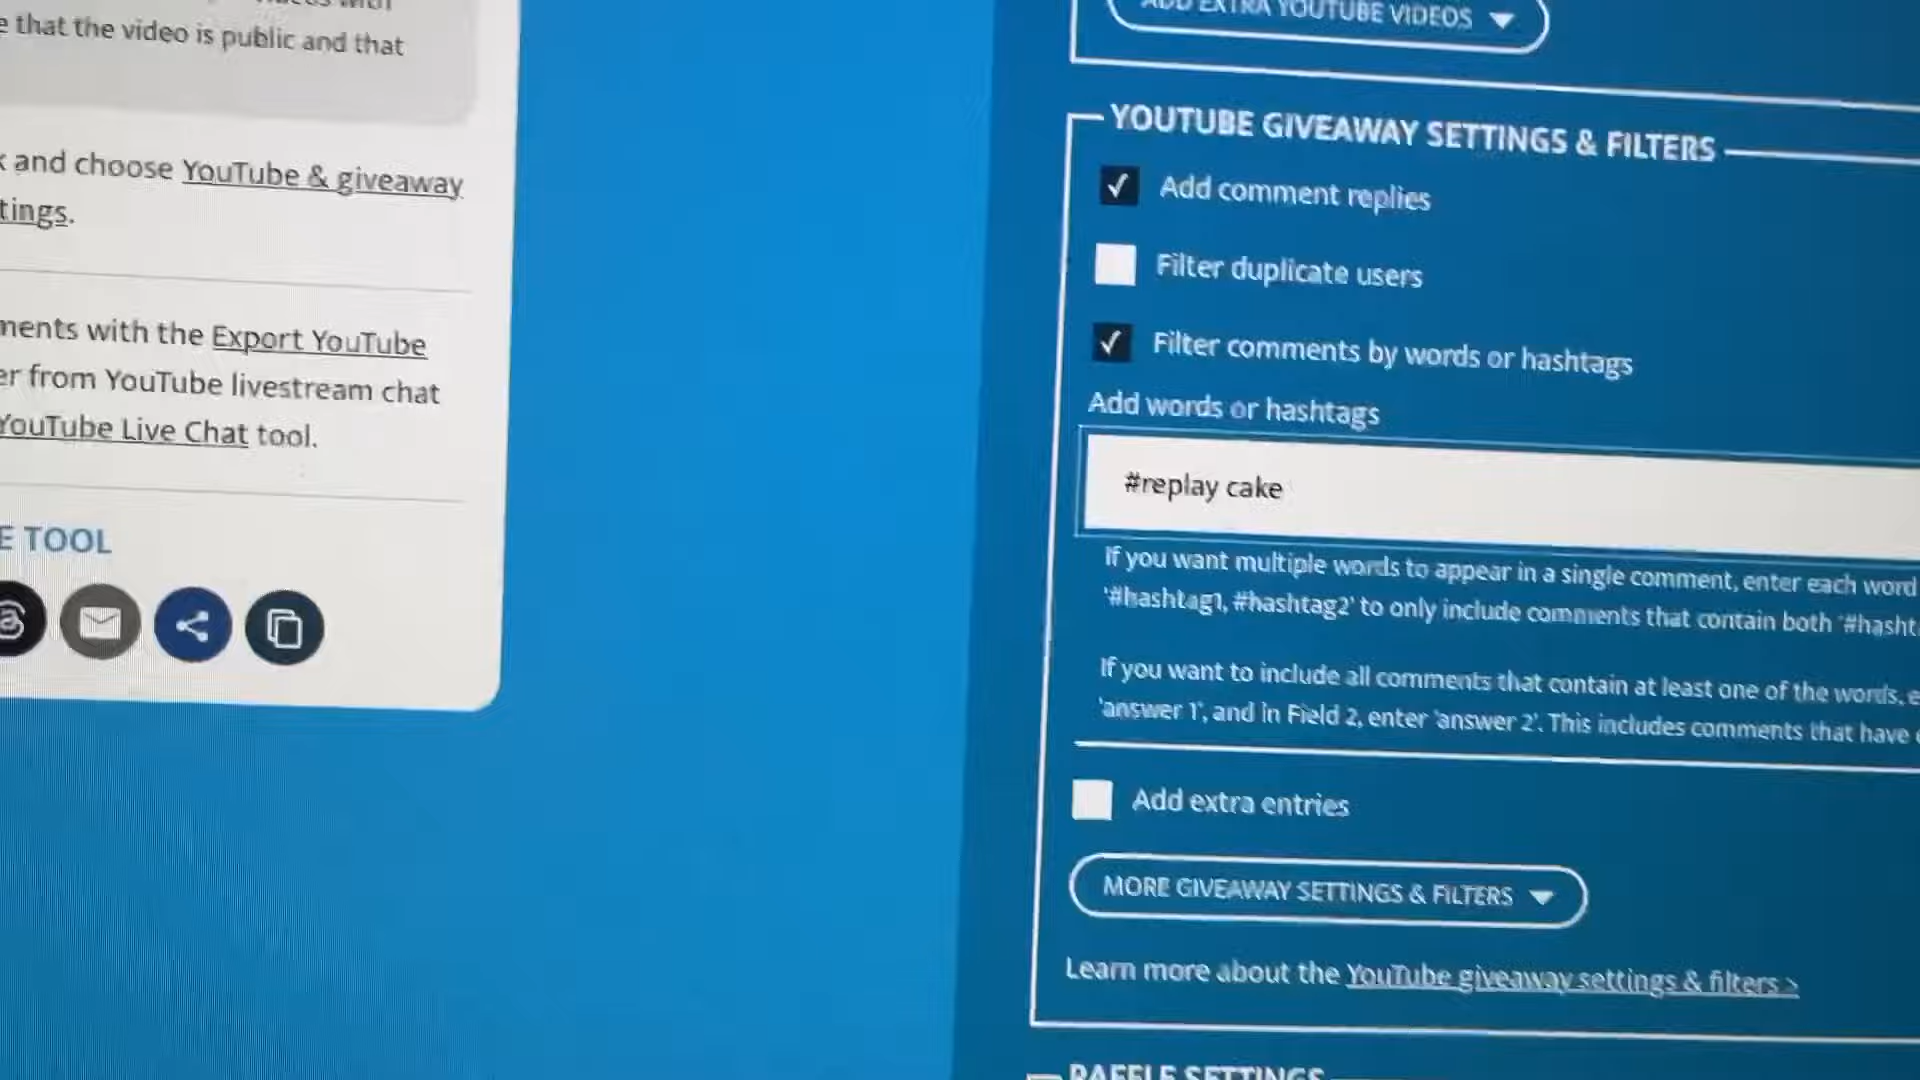 e that the video is public and that
and choose YouTube & giveaway
tings.
ments with the Export YouTube
er from YouTube livestream chat
YouTube Live Chat tool.
E TOOL
ADD EXTRA YOUTUBE VIDEOS
YOUTUBE GIVEAWAY SETTINGS & FILTERS
Add comment replies
Filter duplicate users
Filter comments by words or hashtags
Add words or hashtags
#replay cake
If you want multiple words to appear in a single comment, enter each word
'#hashtag1, #hashtag2' to only include comments that contain both '#hasht
If you want to include all comments that contain at least one of the words, e
'answer 1', and in Field 2, enter 'answer 2'. This includes comments that have
Add extra entries
MORE GIVEAWAY SETTINGS & FILTERS
Learn more about the YouTube giveaway settings & filters >
RAFFLE SETTINGS